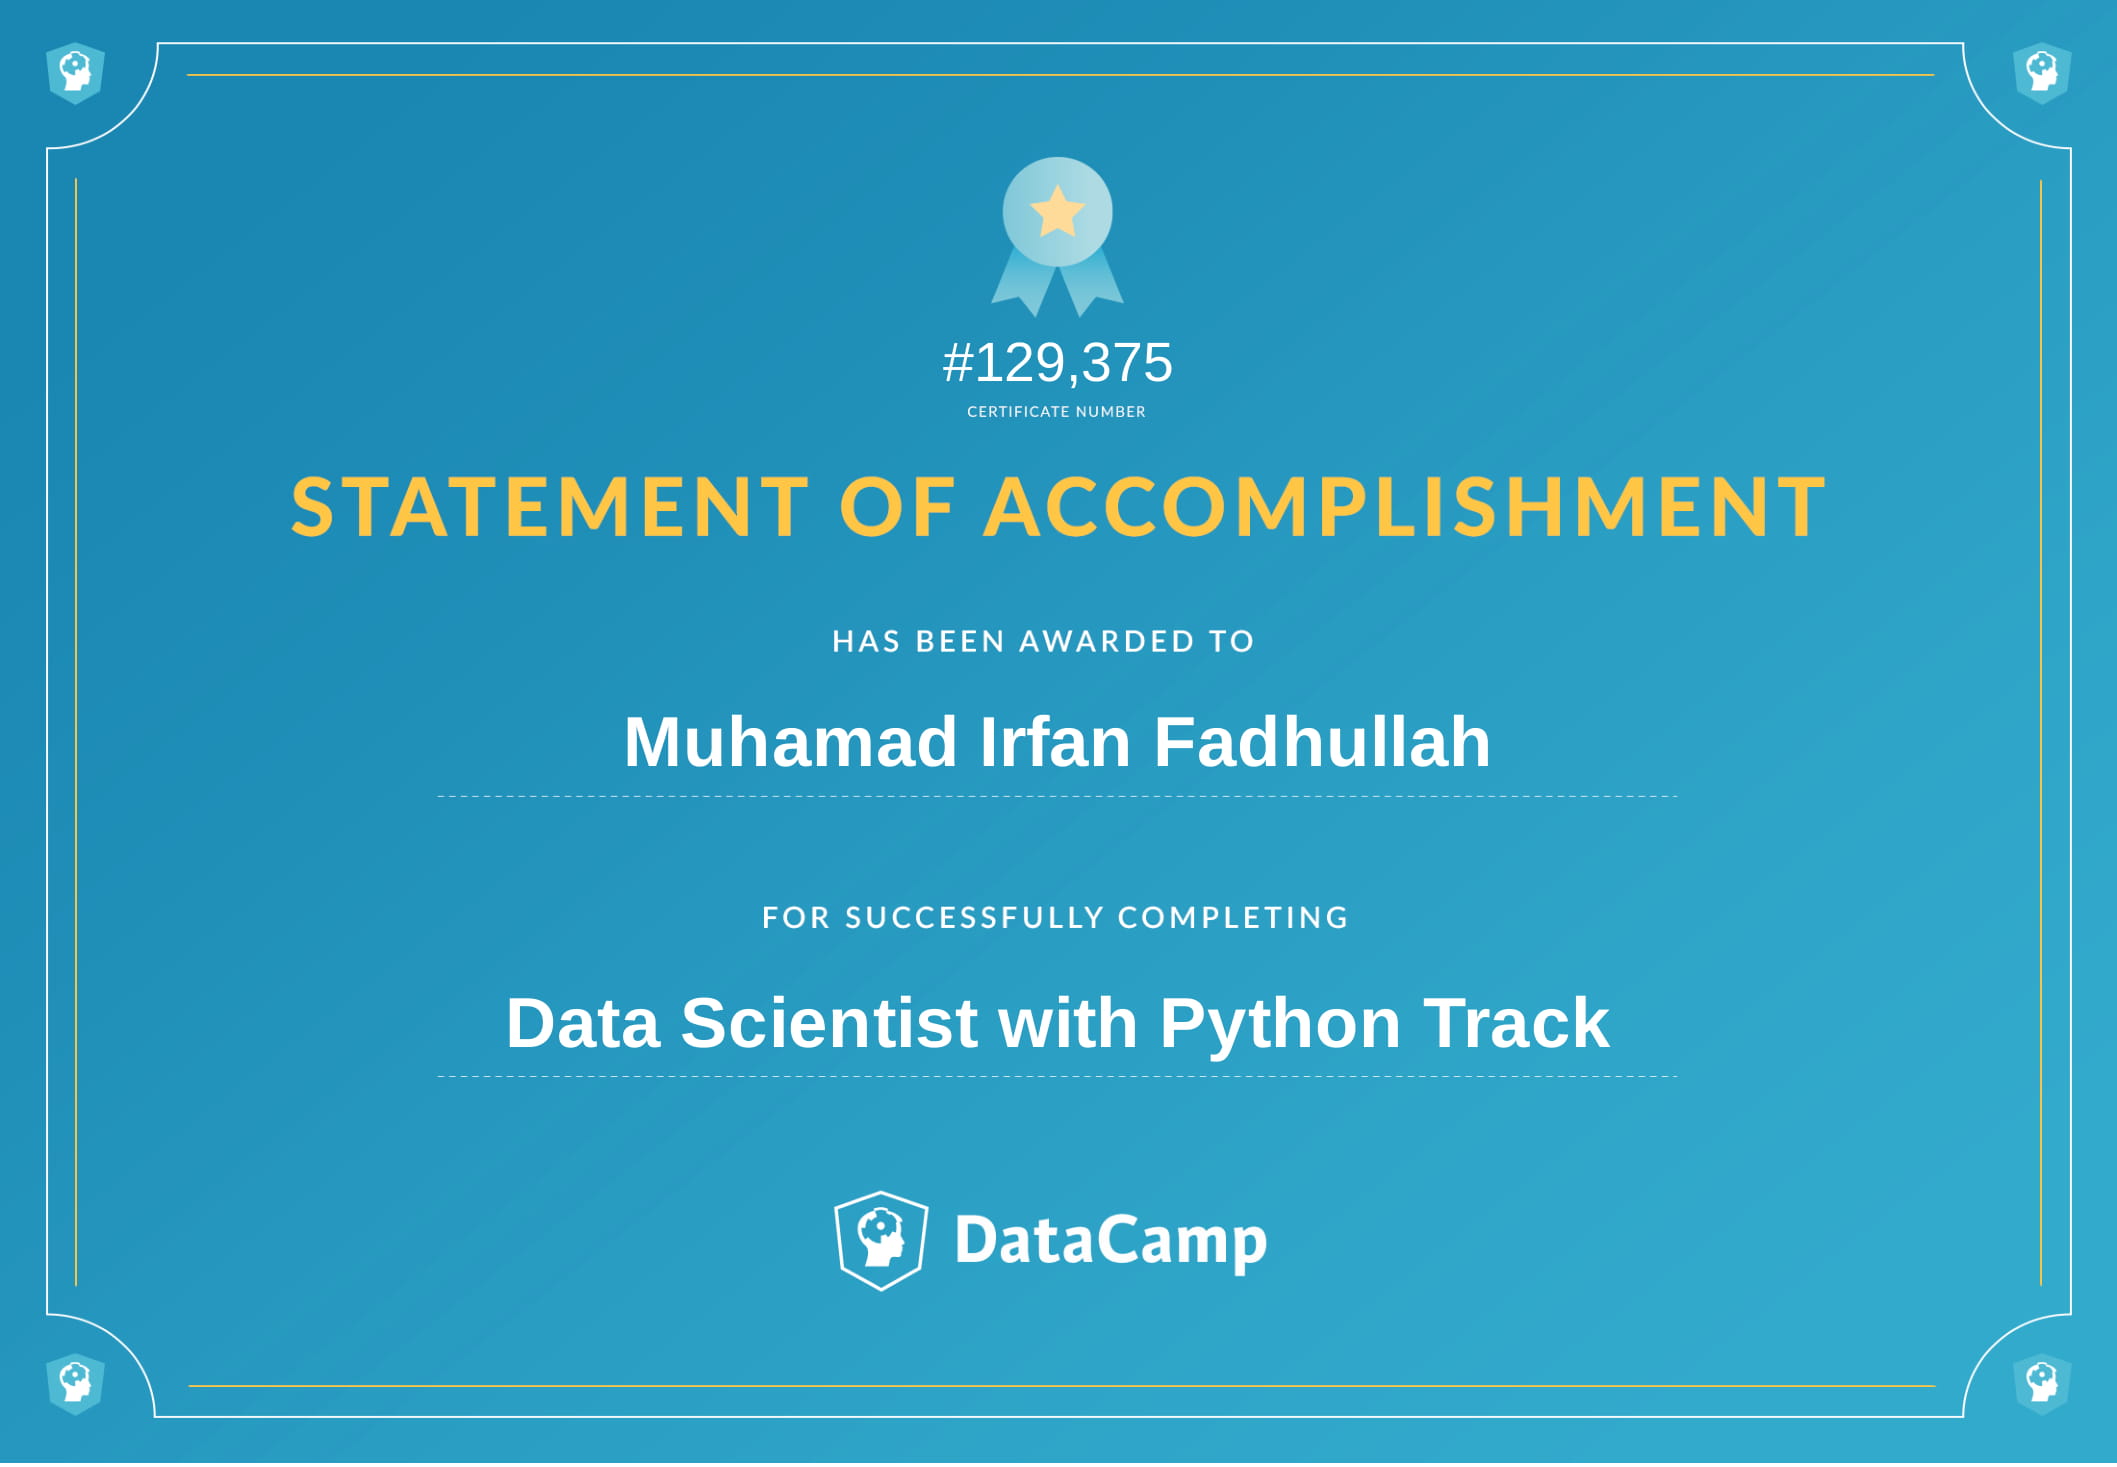 #129,375
CERTIFICATE NUMBER
STATEMENT OF ACCOMPLISHMENT
HAS BEEN AWARDED TO
Muhamad Irfan Fadhullah
FOR SUCCESSFULLY COMPLETING
Data Scientist with Python Track
DataCamp